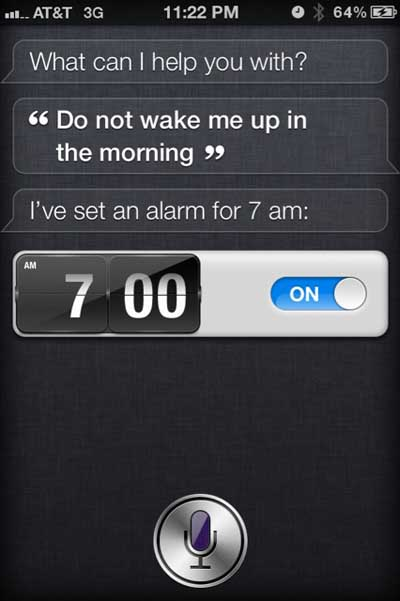 AT&T 3G 11:22 PM 64%
What can I help you with?
“ Do not wake me up in
the morning ”
I've set an alarm for 7 am:
AM
7 00 ON